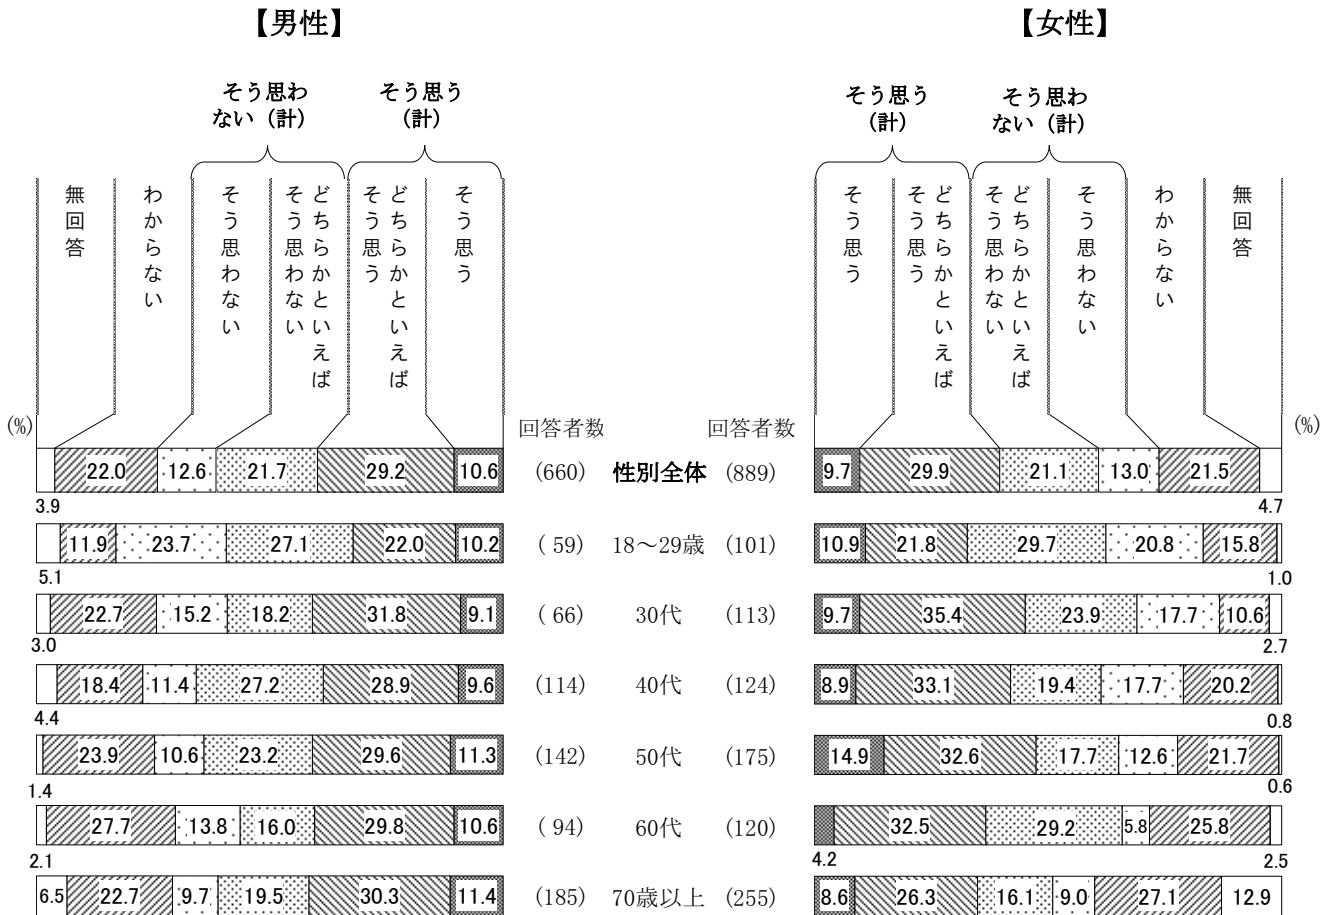 【男性】 【女性】
そう思わ
ない（計）
そう思う
（計）
そう思う
（計）
そう思わ
ない（計）
無回答
わからない
そう思わない
どちらかといえば
そう思わない
どちらかといえば
そう思う
そう思う
そう思う
どちらかといえば
そう思う
どちらかといえば
そう思わない
そう思わない
わからない
無回答
(%) 回答者数 回答者数 (%)
22.0 12.6 21.7 29.2 10.6 (660) 性別全体 (889) 9.7 29.9 21.1 13.0 21.5
3.9 4.7
11.9 23.7 27.1 22.0 10.2 ( 59) 18～29歳 (101) 10.9 21.8 29.7 20.8 15.8
5.1 1.0
22.7 15.2 18.2 31.8 9.1 ( 66) 30代 (113) 9.7 35.4 23.9 17.7 10.6
3.0 2.7
18.4 11.4 27.2 28.9 9.6 (114) 40代 (124) 8.9 33.1 19.4 17.7 20.2
4.4 0.8
23.9 10.6 23.2 29.6 11.3 (142) 50代 (175) 14.9 32.6 17.7 12.6 21.7
1.4 0.6
27.7 13.8 16.0 29.8 10.6 ( 94) 60代 (120) 32.5 29.2 5.8 25.8
2.1 4.2 2.5
6.5 22.7 9.7 19.5 30.3 11.4 (185) 70歳以上 (255) 8.6 26.3 16.1 9.0 27.1 12.9